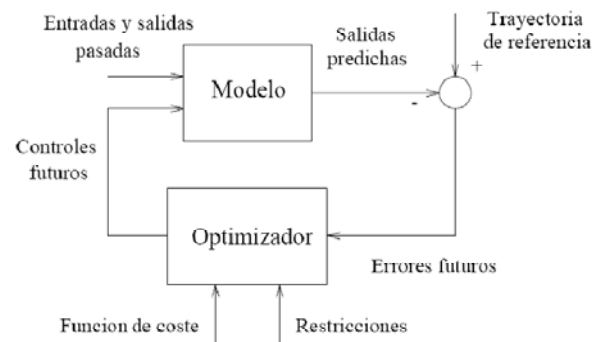 Entradas y salidas
pasadas
Salidas
predichas
Trayectoria
de referencia
+
Modelo
-
Controles
futuros
Optimizador
Errores futuros
Funcion de coste
Restricciones